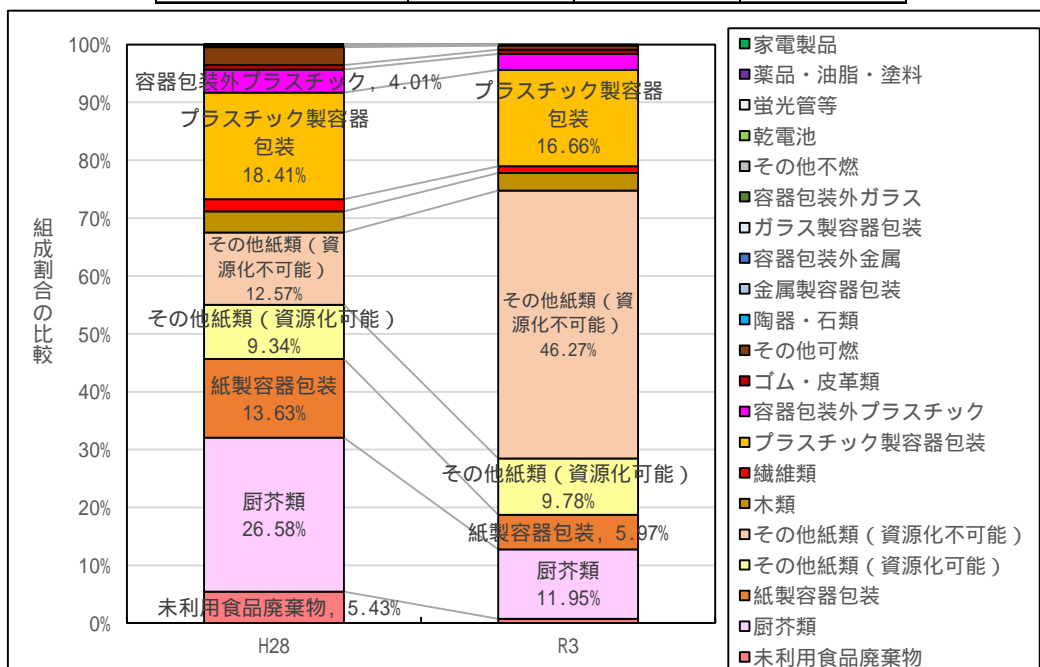 100%
90%
80%
70%
60%
50%
40%
30%
20%
10%
0%
組成割合の比較
容器包装外プラスチック, 4.01%
プラスチック製容器
包装
18.41%
その他紙類（資
源化不可能）
12.57%
その他紙類（資源化可能）
9.34%
紙製容器包装
13.63%
厨芥類
26.58%
未利用食品廃棄物, 5.43%
H28
プラスチック製容器
包装
16.66%
その他紙類（資
源化不可能）
46.27%
その他紙類（資源化可能）
9.78%
紙製容器包装, 5.97%
厨芥類
11.95%
R3
家電製品
薬品・油脂・塗料
蛍光管等
乾電池
その他不燃
容器包装外ガラス
ガラス製容器包装
容器包装外金属
金属製容器包装
陶器・石類
その他可燃
ゴム・皮革類
容器包装外プラスチック
プラスチック製容器包装
繊維類
木類
その他紙類（資源化不可能）
その他紙類（資源化可能）
紙製容器包装
厨芥類
未利用食品廃棄物